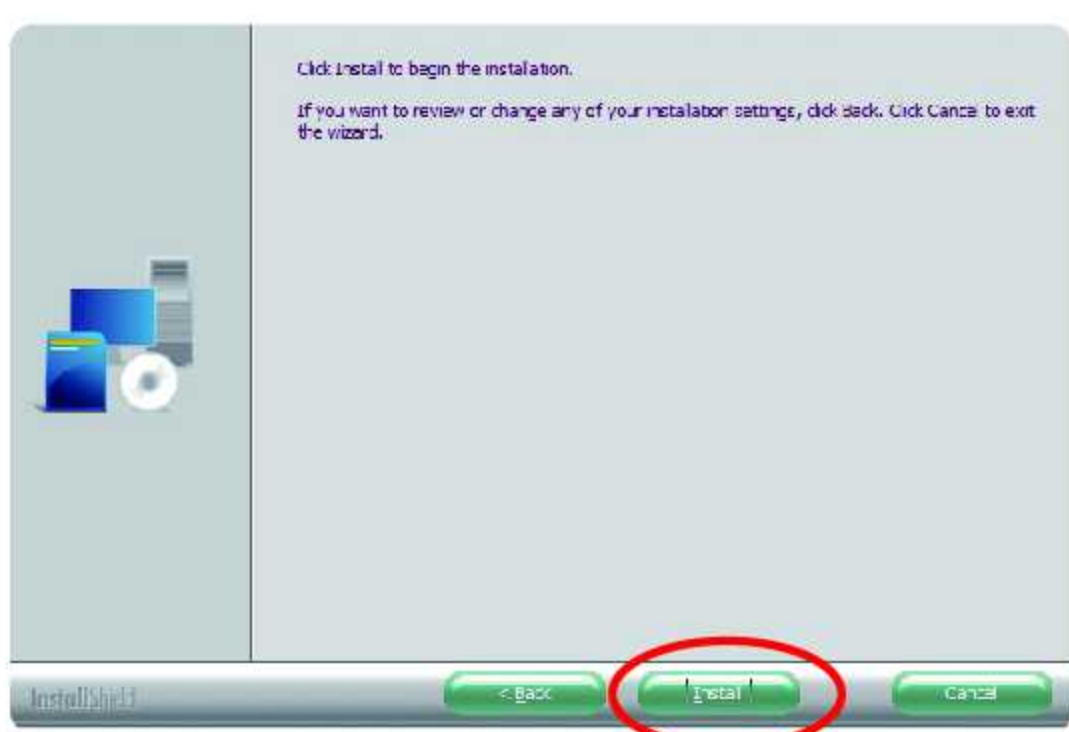 Click Install to begin the installation.
If you want to review or change any of your installation settings, click Back. Click Cancel to exit
the wizard.
InstallShield
< Back
Install
Cancel